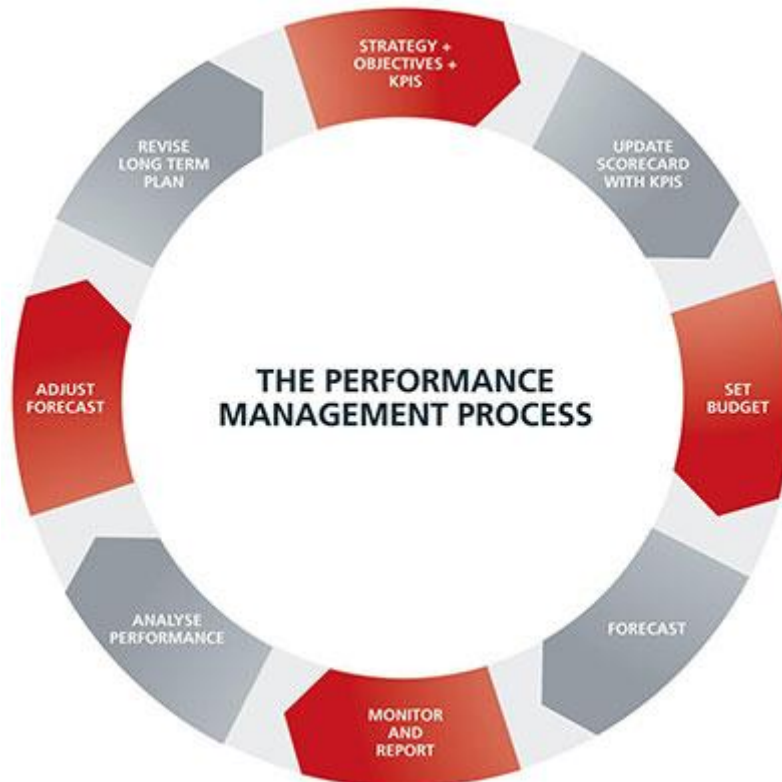 STRATEGY +
OBJECTIVES +
KPIS
UPDATE
SCORECARD
WITH KPIS
SET
BUDGET
FORECAST
MONITOR
AND
REPORT
ANALYSE
PERFORMANCE
ADJUST
FORECAST
REVISE
LONG TERM
PLAN
THE PERFORMANCE
MANAGEMENT PROCESS